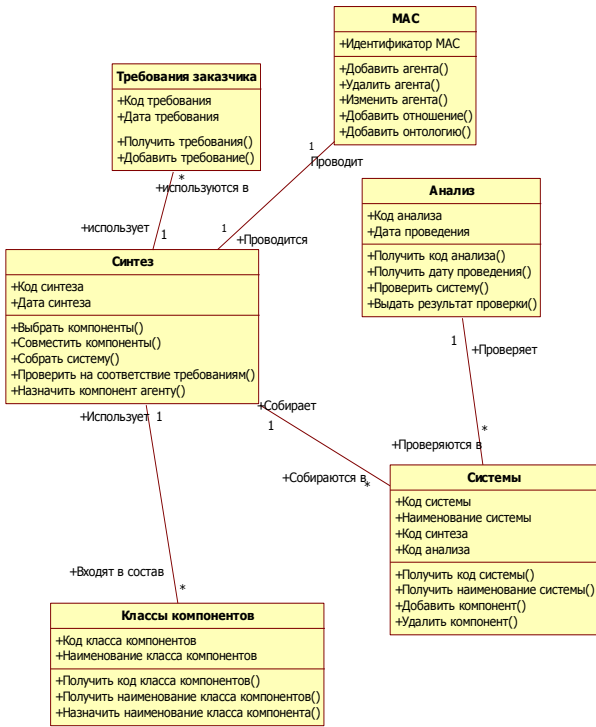 МАС
+Идентификатор МАС
+Добавить агента()
+Удалить агента()
+Изменить агента()
+Добавить отношение()
+Добавить онтологию()
Требования заказчика
+Код требования
+Дата требования
+Получить требования()
+Добавить требование()
*
+используются в
+использует
1
1
Проводит
1
+Проводится
Анализ
+Код анализа
+Дата проведения
+Получить код анализа()
+Получить дату проведения()
+Проверить систему()
+Выдать результат проверки()
Синтез
+Код синтеза
+Дата синтеза
+Выбрать компоненты()
+Совместить компоненты()
+Собрать систему()
+Проверить на соответствие требованиям()
+Назначить компонент агенту()
1
+Проверяет
*
+Проверяются в
+Использует
1
+Собирает
1
+Собираются в
*
Системы
+Код системы
+Наименование системы
+Код синтеза
+Код анализа
+Получить код системы()
+Получить наименование системы()
+Добавить компонент()
+Удалить компонент()
+Входят в состав
*
Классы компонентов
+Код класса компонентов
+Наименование класса компонентов
+Получить код класса компонентов()
+Получить наименование класса компонентов()
+Назначить наименование класса компонента()